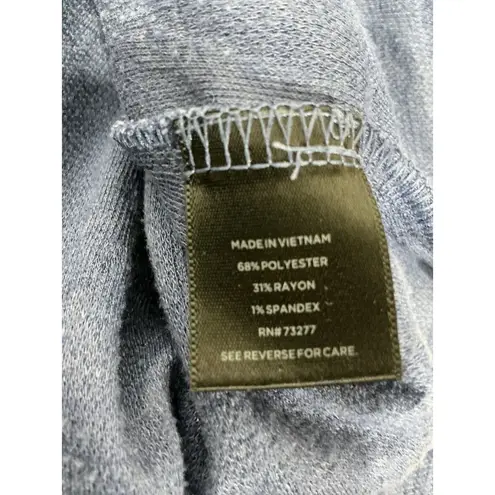 MADE IN VIETNAM
68% POLYESTER
31% RAYON
1% SPANDEX
RN# 73277
SEE REVERSE FOR CARE.